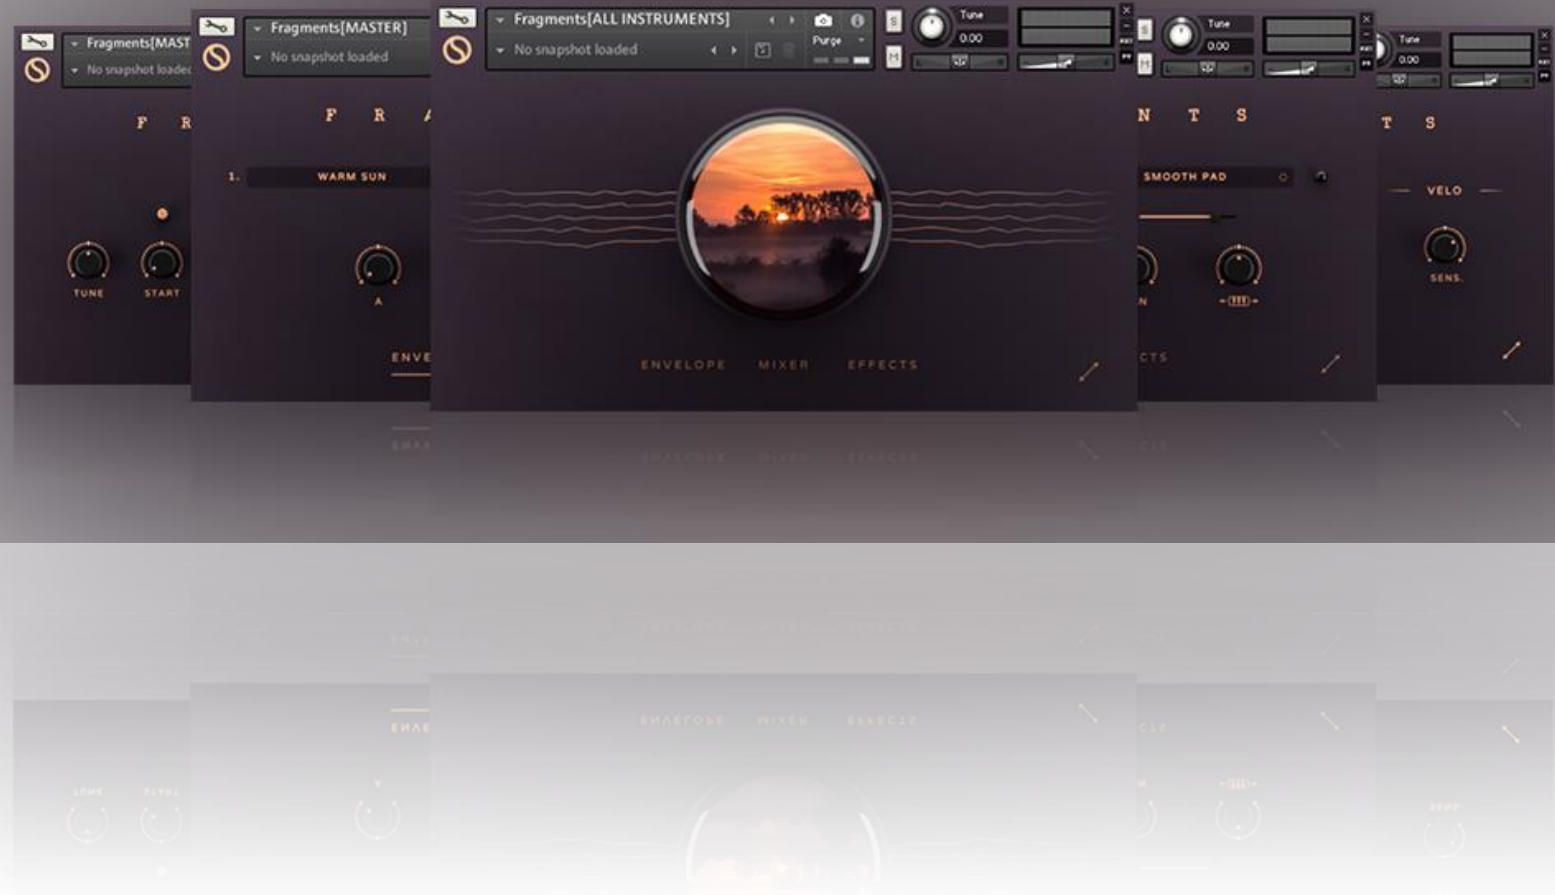 Fragments[MAST
No snapshot loaded
F R
TUNE START
Fragments[MASTER]
No snapshot loaded
F R A
1. WARM SUN
A
ENVE
Fragments[ALL INSTRUMENTS]
No snapshot loaded
Purge
S
M
Tune
0.00
L R
ENVELOPE MIXER EFFECTS
Tune
0.00
S
M
N T S
SMOOTH PAD
N
CTS
Tune
0.00
T S
VELO
SENS.